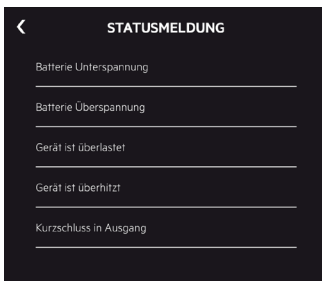 STATUSMELDUNG
Batterie Unterspannung
Batterie Überspannung
Gerät ist überlastet
Gerät ist überhitzt
Kurzschluss in Ausgang